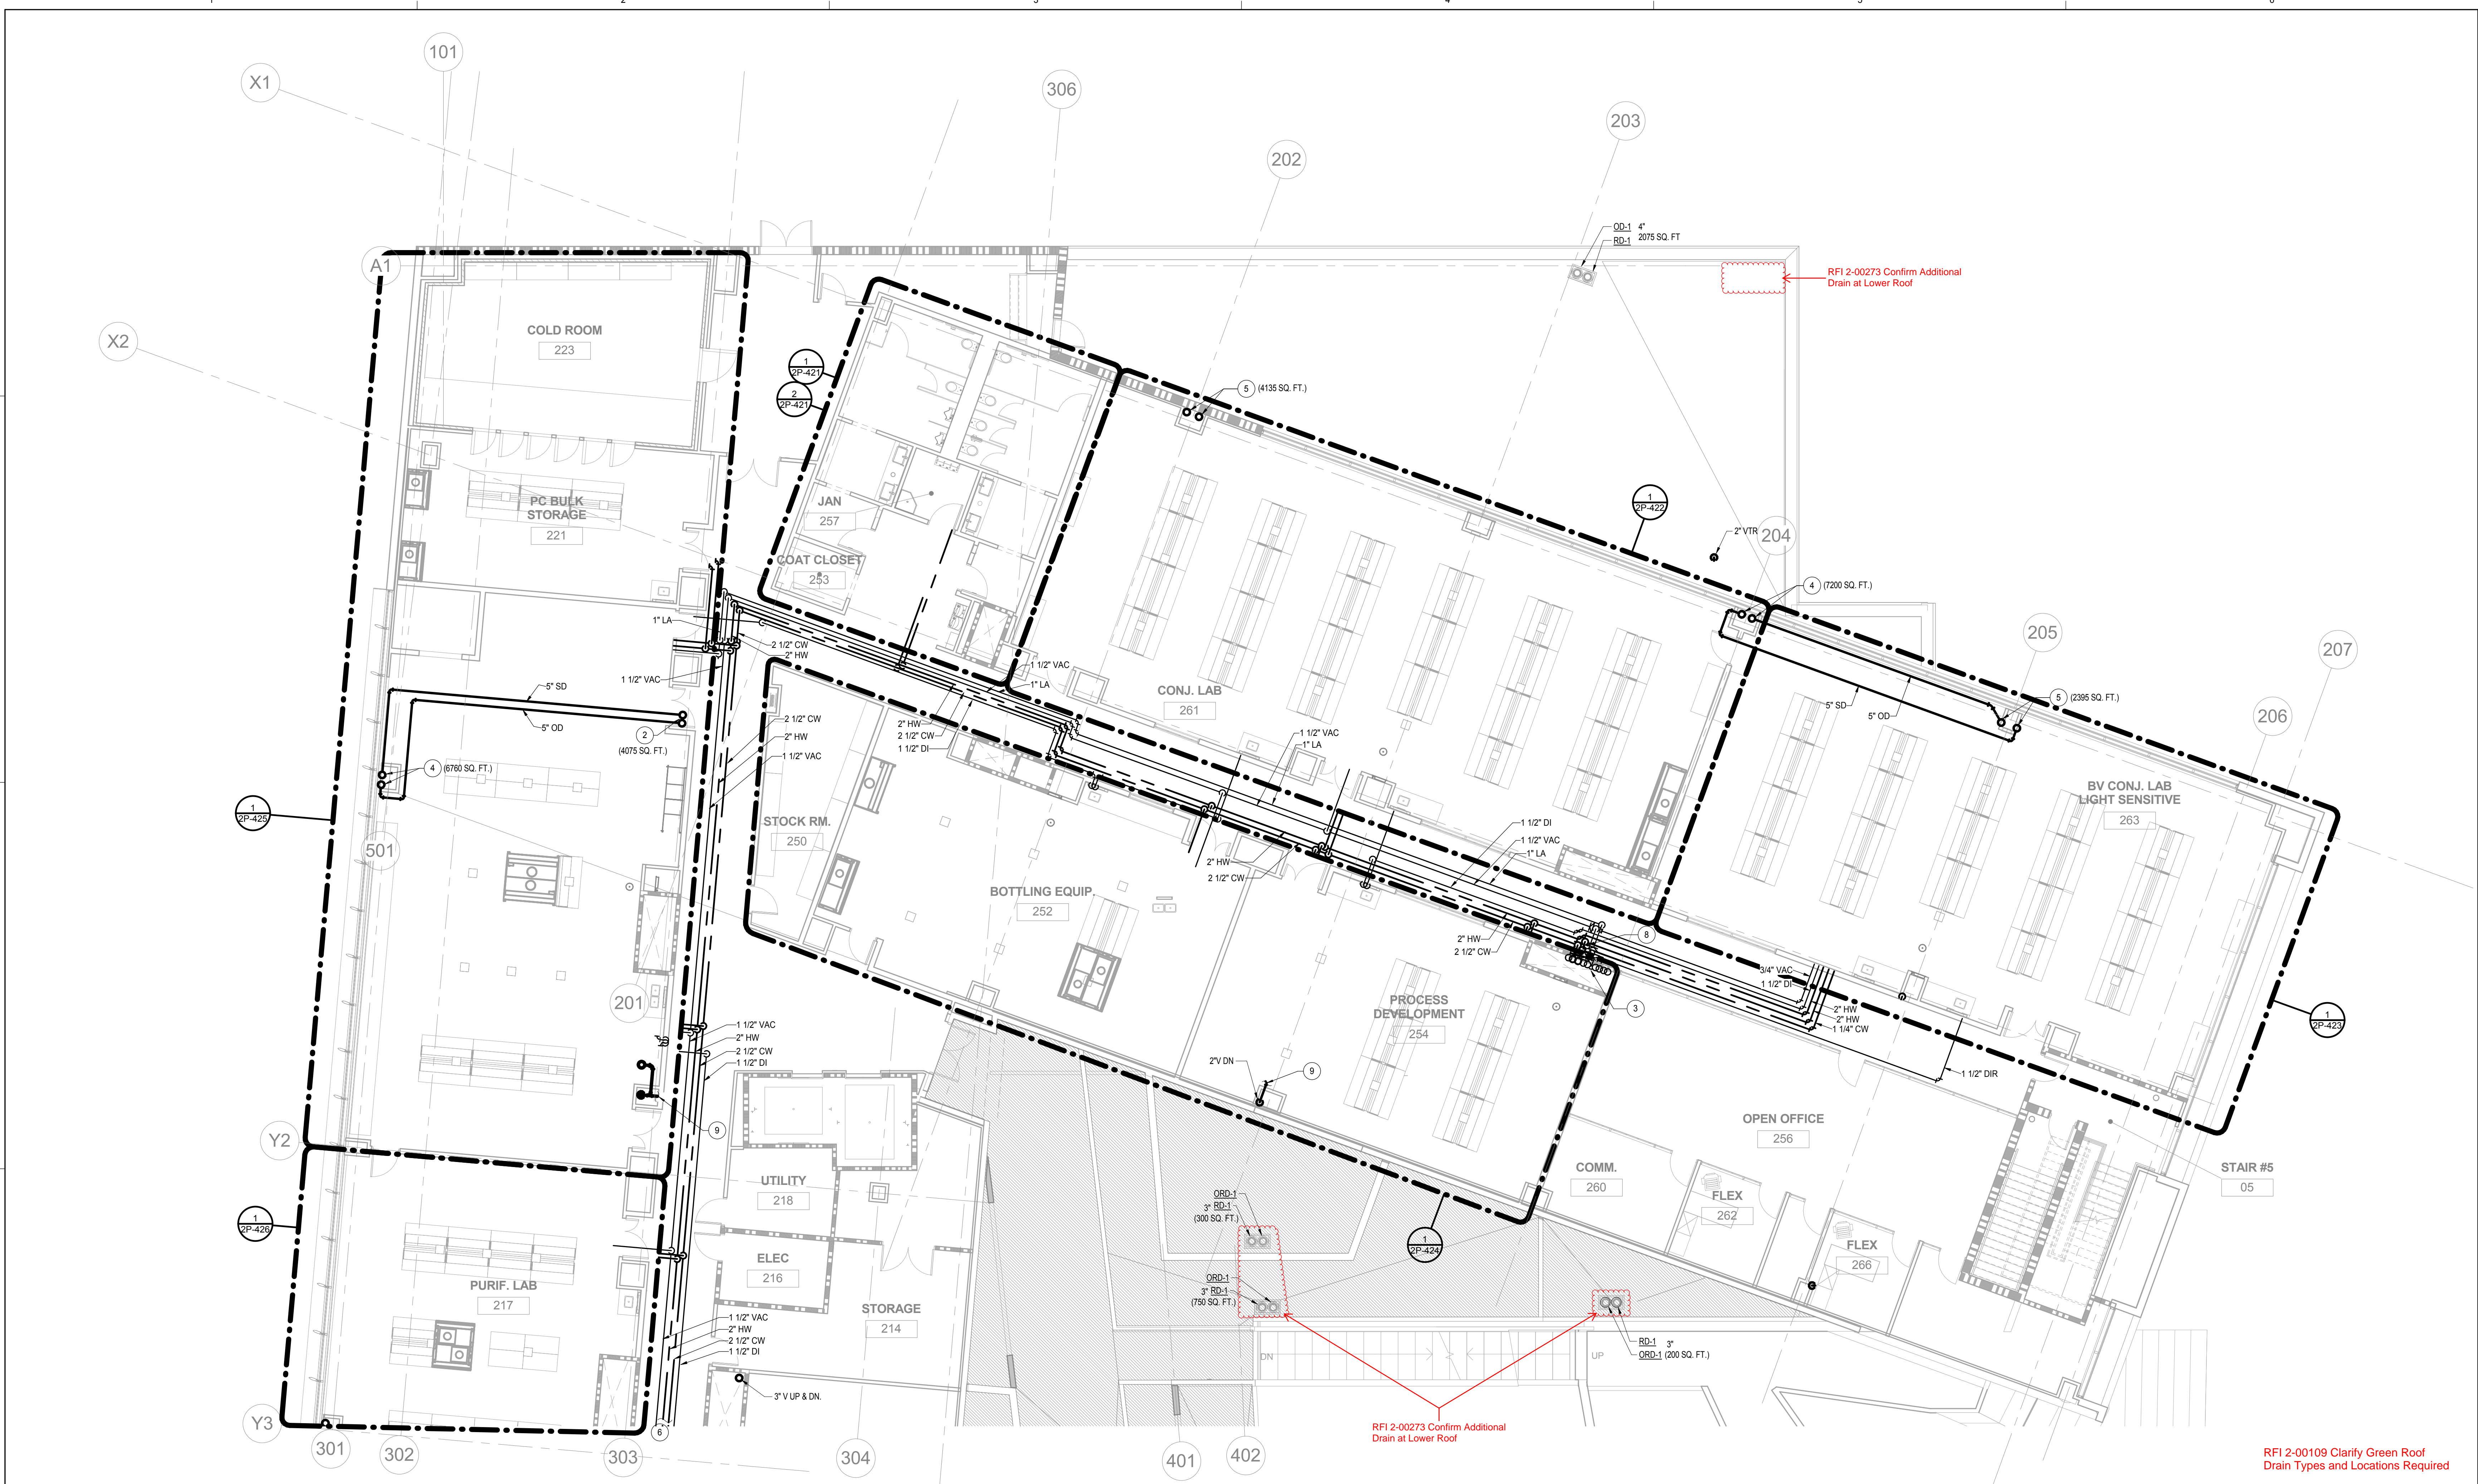 1
2
3
4
5
6
101
X1
306
203
202
OD-1 4"
RD-1 2075 SQ. FT
A1
RFI 2-00273 Confirm Additional
Drain at Lower Roof
COLD ROOM
223
X2
1
2P-421
2
2P-421
5 (4135 SQ. FT.)
PC BULK
STORAGE
221
JAN
257
1
2P-422
2" VTR
204
COAT CLOSET
253
4 (7200 SQ. FT.)
1" LA
2 1/2" CW
2" HW
1 1/2" VAC
205
207
1 1/2" VAC
1" LA
5" SD
5" OD
2
(4075 SQ. FT.)
CONJ. LAB
261
5" SD
5" OD
5 (2395 SQ. FT.)
206
2 1/2" CW
2" HW
1 1/2" VAC
2" HW
2 1/2" CW
1 1/2" DI
1 1/2" VAC
1" LA
4 (6760 SQ. FT.)
BV CONJ. LAB
LIGHT SENSITIVE
263
1
2P-425
STOCK RM.
250
1 1/2" DI
1 1/2" VAC
1" LA
501
2" HW
2 1/2" CW
BOTTLING EQUIP.
252
2" HW
2 1/2" CW
8
3/4" VAC
1 1/2" DI
201
PROCESS
DEVELOPMENT
254
3
2" HW
2" HW
1 1/4" CW
1
2P-423
1 1/2" VAC
2" HW
2 1/2" CW
1 1/2" DI
2"V DN
9
1 1/2" DIR
9
Y2
OPEN OFFICE
256
UTILITY
218
COMM.
260
STAIR #5
05
FLEX
262
1
2P-426
ORD-1
3" RD-1
(300 SQ. FT.)
1
2P-424
ELEC
216
FLEX
266
PURIF. LAB
217
ORD-1
3" RD-1
(750 SQ. FT.)
STORAGE
214
1 1/2" VAC
2" HW
2 1/2" CW
1 1/2" DI
DN
UP
RD-1 3"
ORD-1 (200 SQ. FT.)
3" V UP & DN.
Y3
6
301
302
303
304
401
402
RFI 2-00273 Confirm Additional
Drain at Lower Roof
RFI 2-00109 Clarify Green Roof
Drain Types and Locations Required